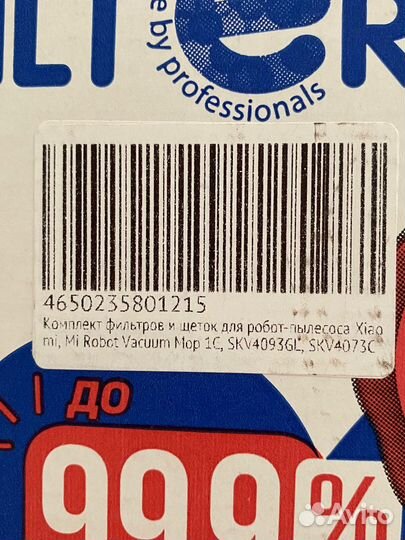 by professionals
4650235801215
Комплект фильтров и щеток для робот-пылесоса Xiao
mi, Mi Robot Vacuum Mop 1C, SKV4093GL, SKV4073C
до
99,9%
Avito